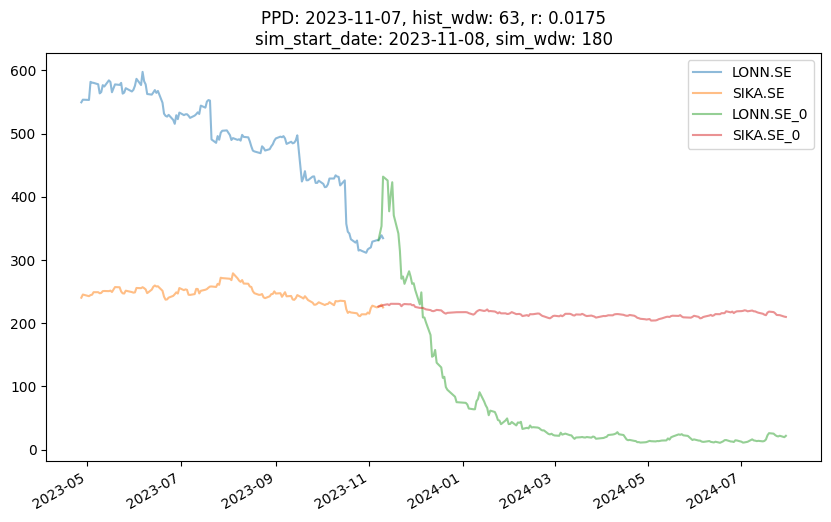 PPD: 2023-11-07, hist_wdw: 63, r: 0.0175
sim_start_date: 2023-11-08, sim_wdw: 180
LONN.SE
SIKA.SE
LONN.SE_0
SIKA.SE_0
600
500
400
300
200
100
0
2023-05
2023-07
2023-09
2023-11
2024-01
2024-03
2024-05
2024-07